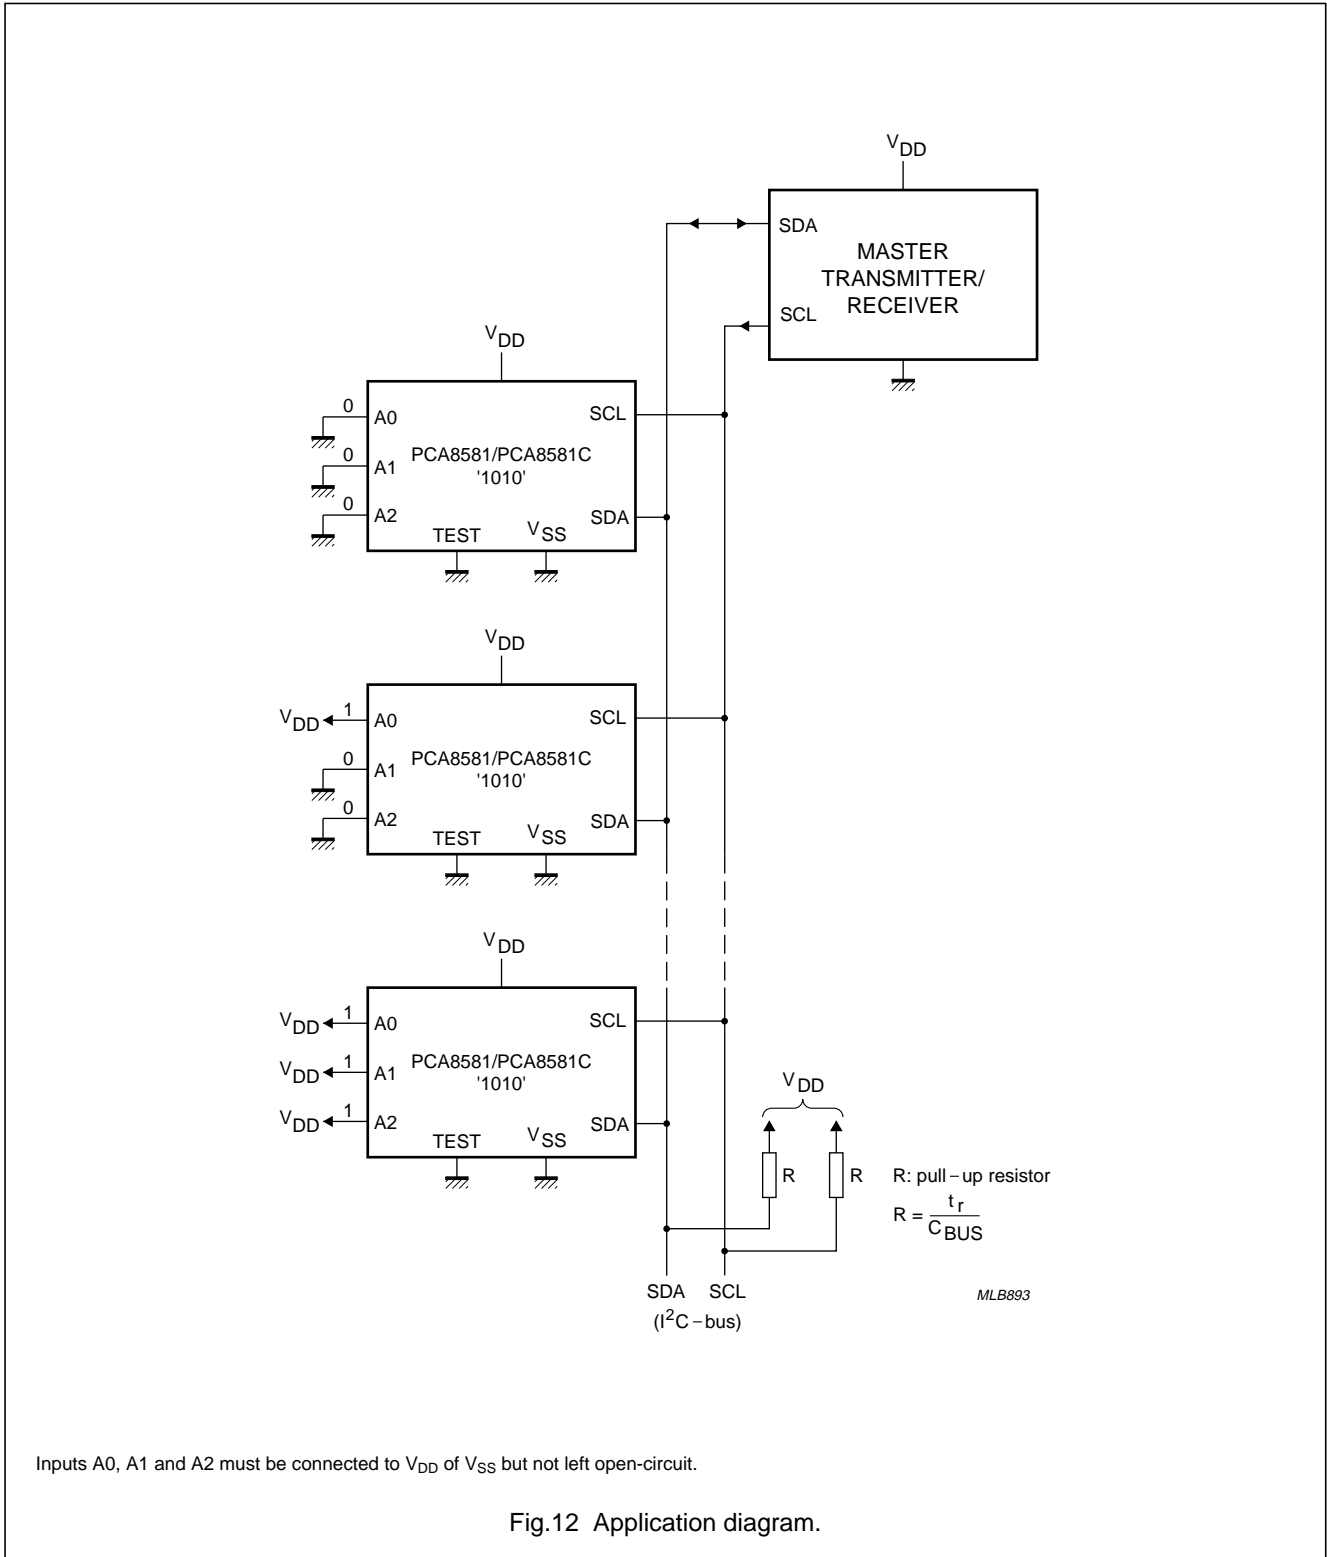 VDD
SDA
MASTER
TRANSMITTER/
RECEIVER
SCL
VDD
0 A0 SCL
0 A1 PCA8581/PCA8581C
'1010'
0 A2 SDA
TEST VSS
VDD
VDD 1 A0 SCL
0 A1 PCA8581/PCA8581C
'1010'
0 A2 SDA
TEST VSS
VDD
VDD 1 A0 SCL
VDD 1 A1 PCA8581/PCA8581C
'1010'
VDD 1 A2 SDA
TEST VSS
VDD
R R R: pull-up resistor
R = tr / CBUS
SDA SCL
(I²C-bus)
MLB893
Inputs A0, A1 and A2 must be connected to VDD of VSS but not left open-circuit.
Fig.12 Application diagram.